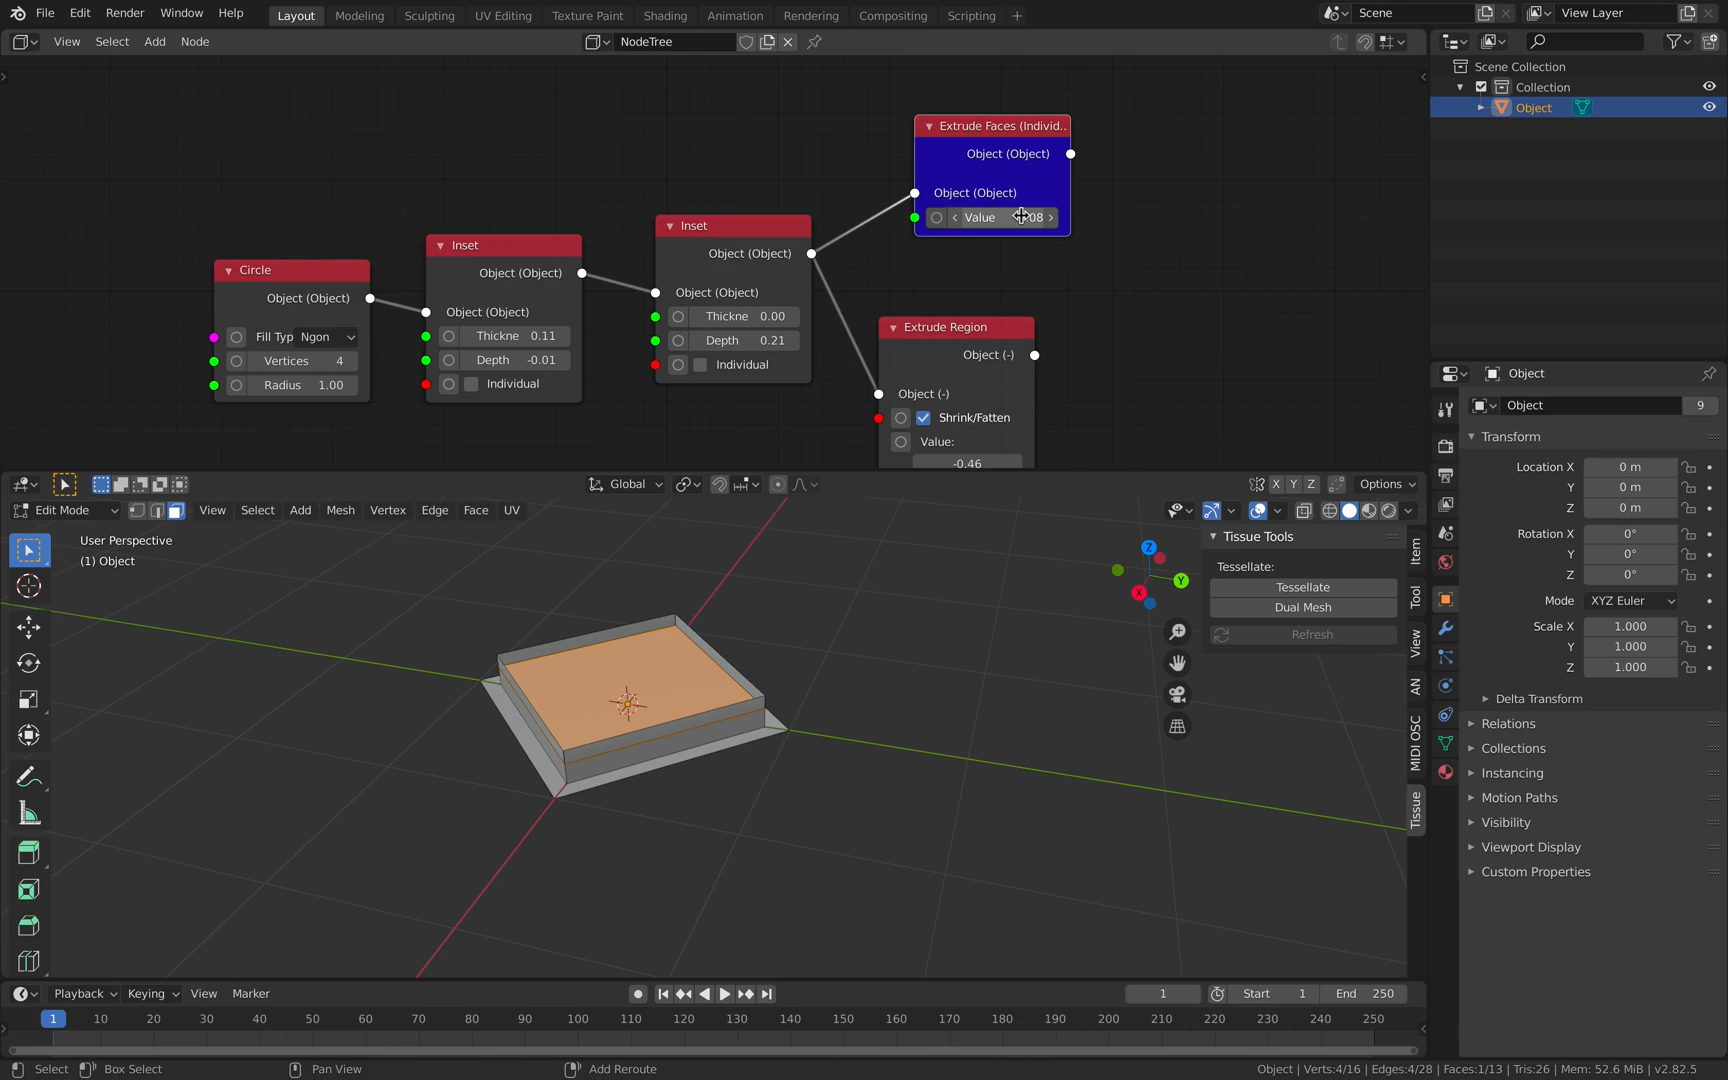 File Edit Render Window Help Layout Modeling Sculpting UV Editing Texture Paint Shading Animation Rendering Compositing Scripting + Scene View Layer
View Select Add Node NodeTree
Scene Collection
Collection
Object
Extrude Faces (Individ..
Object (Object)
Object (Object)
Value
Inset
Object (Object)
Object (Object)
Thickne 0.00
Depth 0.21
Individual
Inset
Object (Object)
Object (Object)
Thickne 0.11
Depth -0.01
Individual
Circle
Object (Object)
Fill Typ Ngon
Vertices 4
Radius 1.00
Extrude Region
Object (-)
Object (-)
Shrink/Fatten
Value:
-0.46
Global X Y Z Options
Edit Mode View Select Add Mesh Vertex Edge Face UV
User Perspective
(1) Object
Z
Y
X
Tissue Tools
Tessellate:
Tessellate
Dual Mesh
Refresh
Item
Tool
View
AN
MIDI OSC
Tissue
Object
Object 9
Transform
Location X 0 m
Y 0 m
Z 0 m
Rotation X 0°
Y 0°
Z 0°
Mode XYZ Euler
Scale X 1.000
Y 1.000
Z 1.000
Delta Transform
Relations
Collections
Instancing
Motion Paths
Visibility
Viewport Display
Custom Properties
Playback Keying View Marker 1 Start 1 End 250
1 10 20 30 40 50 60 70 80 90 100 110 120 130 140 150 160 170 180 190 200 210 220 230 240 250
Select Box Select Pan View Add Reroute Object | Verts:4/16 | Edges:4/28 | Faces:1/13 | Tris:26 | Mem: 52.6 MiB | v2.82.5